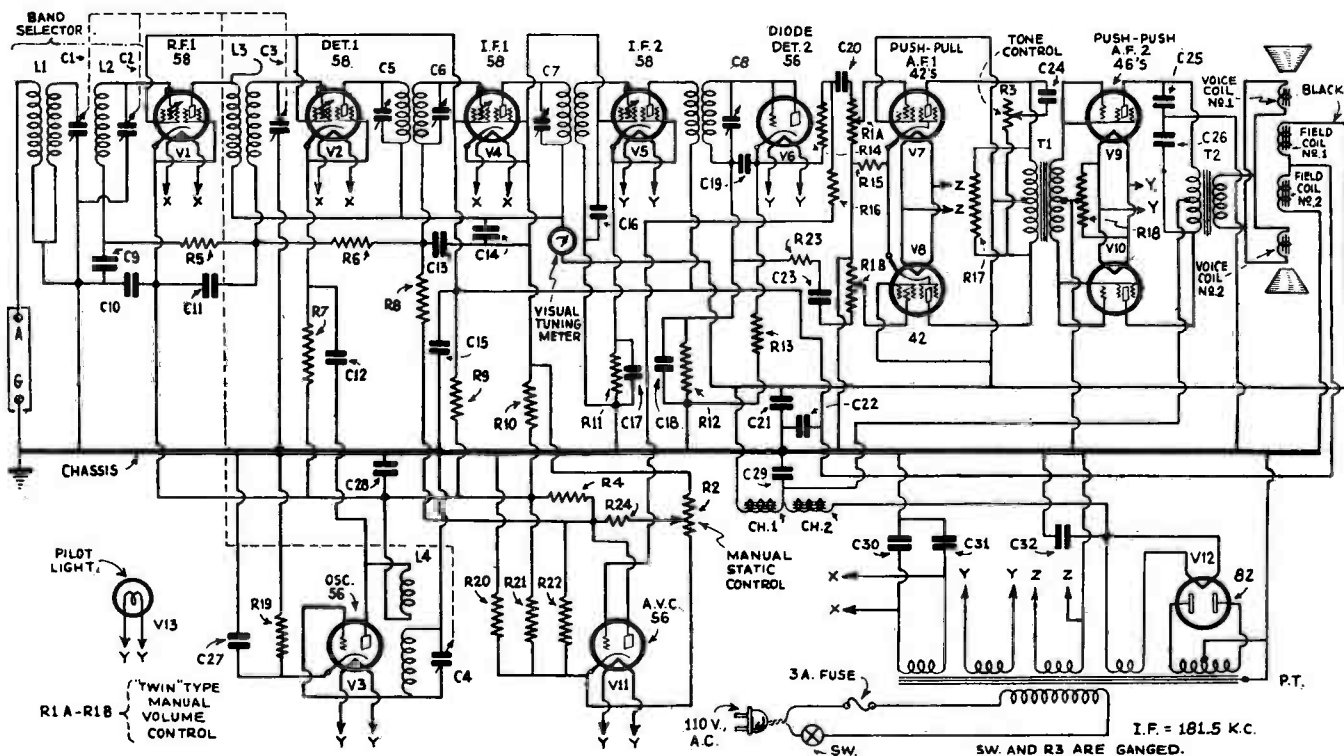 BAND
SELECTOR
C1
C2
L1
L2
L3
C3
R.F.1
58
V1
X X
DET.1
58
V2
X X
C5
C6
I.F.1
58
V4
X X
C7
I.F.2
58
V5
Y Y
C8
DIODE
DET.2
56
V6
Y Y
C19
C20
PUSH-PULL
A.F.1
42'S
V7
R1A
R14
R15
R16
Z
Z
V8
R1B
42
TONE
CONTROL
R3
C24
R17
T1
PUSH-PUSH
A.F.2
46'S
V9
Y
Y
R18
V10
C25
C26
T2
VOICE
COIL
NO.1
BLACK
FIELD
COIL
NO.1
FIELD
COIL
NO.2
VOICE
COIL
NO.2
C9
C10
R5
C11
R6
C13
C14
C16
R7
C12
R8
C15
R9
R10
VISUAL
TUNING
METER
R11
C17
C18
R12
R13
R23
C23
C21
C22
A
G
CHASSIS
C28
C29
CH.1
CH.2
R4
R24
R2
MANUAL
STATIC
CONTROL
PILOT
LIGHT
V13
Y Y
C27
R19
OSC.
56
V3
Y Y
L4
C4
R20
R21
R22
A.V.C.
56
V11
Y Y
C30
C31
X
X
Y
Y
Z
Z
C32
V12
82
P.T.
R1A-R1B
"TWIN" TYPE
MANUAL
VOLUME
CONTROL
3A. FUSE
110 V.,
A.C.
SW.
I.F. = 181.5 K.C.
SW. AND R3 ARE GANGED.